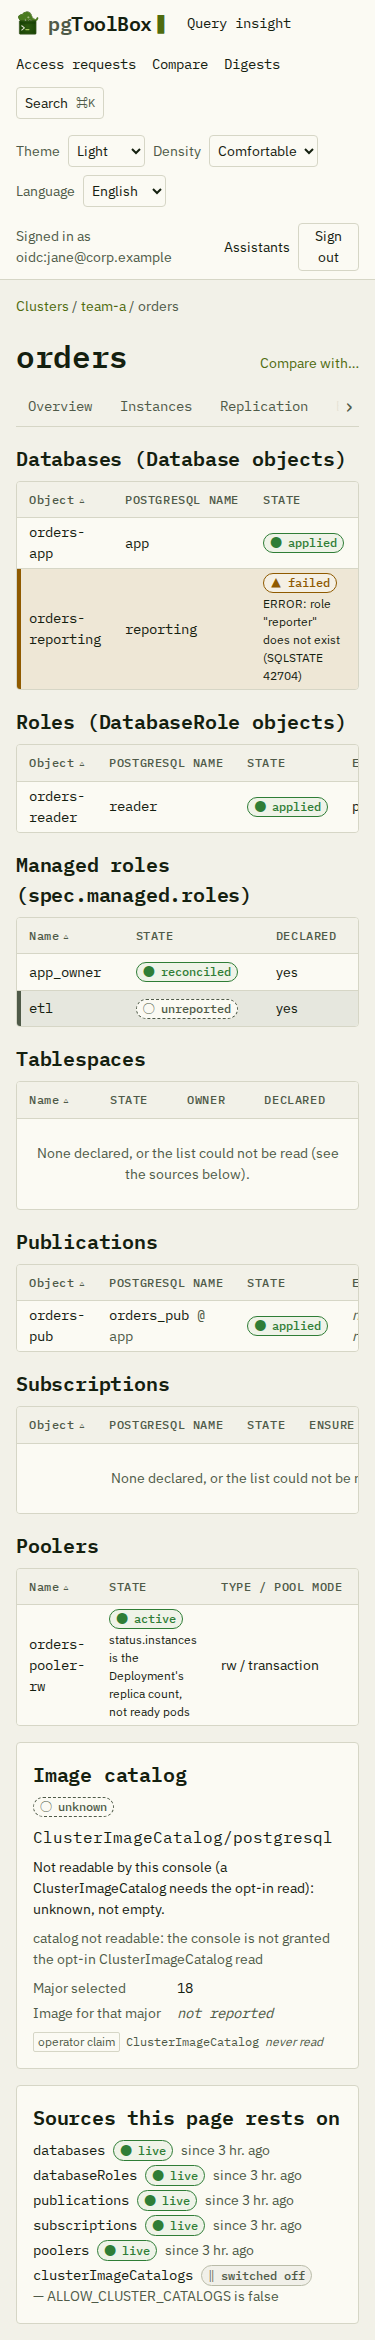 pgToolBox Query insight
Access requests Compare Digests
Search ⌘K
Theme Light Density Comfortable
Language English
Signed in as
oidc:jane@corp.example
Assistants
Sign
out
Clusters / team-a / orders
orders
Compare with...
Overview Instances Replication
Databases (Database objects)
Object POSTGRESQL NAME STATE
orders-
app
app
applied
orders-
reporting
reporting
failed
ERROR: role
"reporter"
does not exist
(SQLSTATE
42704)
Roles (DatabaseRole objects)
Object POSTGRESQL NAME STATE
orders-
reader
reader
applied
Managed roles
(spec.managed.roles)
Name STATE DECLARED
app_owner reconciled yes
etl unreported yes
Tablespaces
Name STATE OWNER DECLARED
None declared, or the list could not be read (see
the sources below).
Publications
Object POSTGRESQL NAME STATE
orders-
pub
orders_pub @
app
applied
Subscriptions
Object POSTGRESQL NAME STATE ENSURE
None declared, or the list could not be
Poolers
Name STATE TYPE / POOL MODE
orders-
pooler-
rw
active
status.instances
is the
Deployment's
replica count,
not ready pods
rw / transaction
Image catalog
unknown
ClusterImageCatalog/postgresql
Not readable by this console (a
ClusterImageCatalog needs the opt-in read):
unknown, not empty.
catalog not readable: the console is not granted
the opt-in ClusterImageCatalog read
Major selected 18
Image for that major not reported
operator claim ClusterImageCatalog never read
Sources this page rests on
databases live since 3 hr. ago
databaseRoles live since 3 hr. ago
publications live since 3 hr. ago
subscriptions live since 3 hr. ago
poolers live since 3 hr. ago
clusterImageCatalogs switched off
— ALLOW_CLUSTER_CATALOGS is false